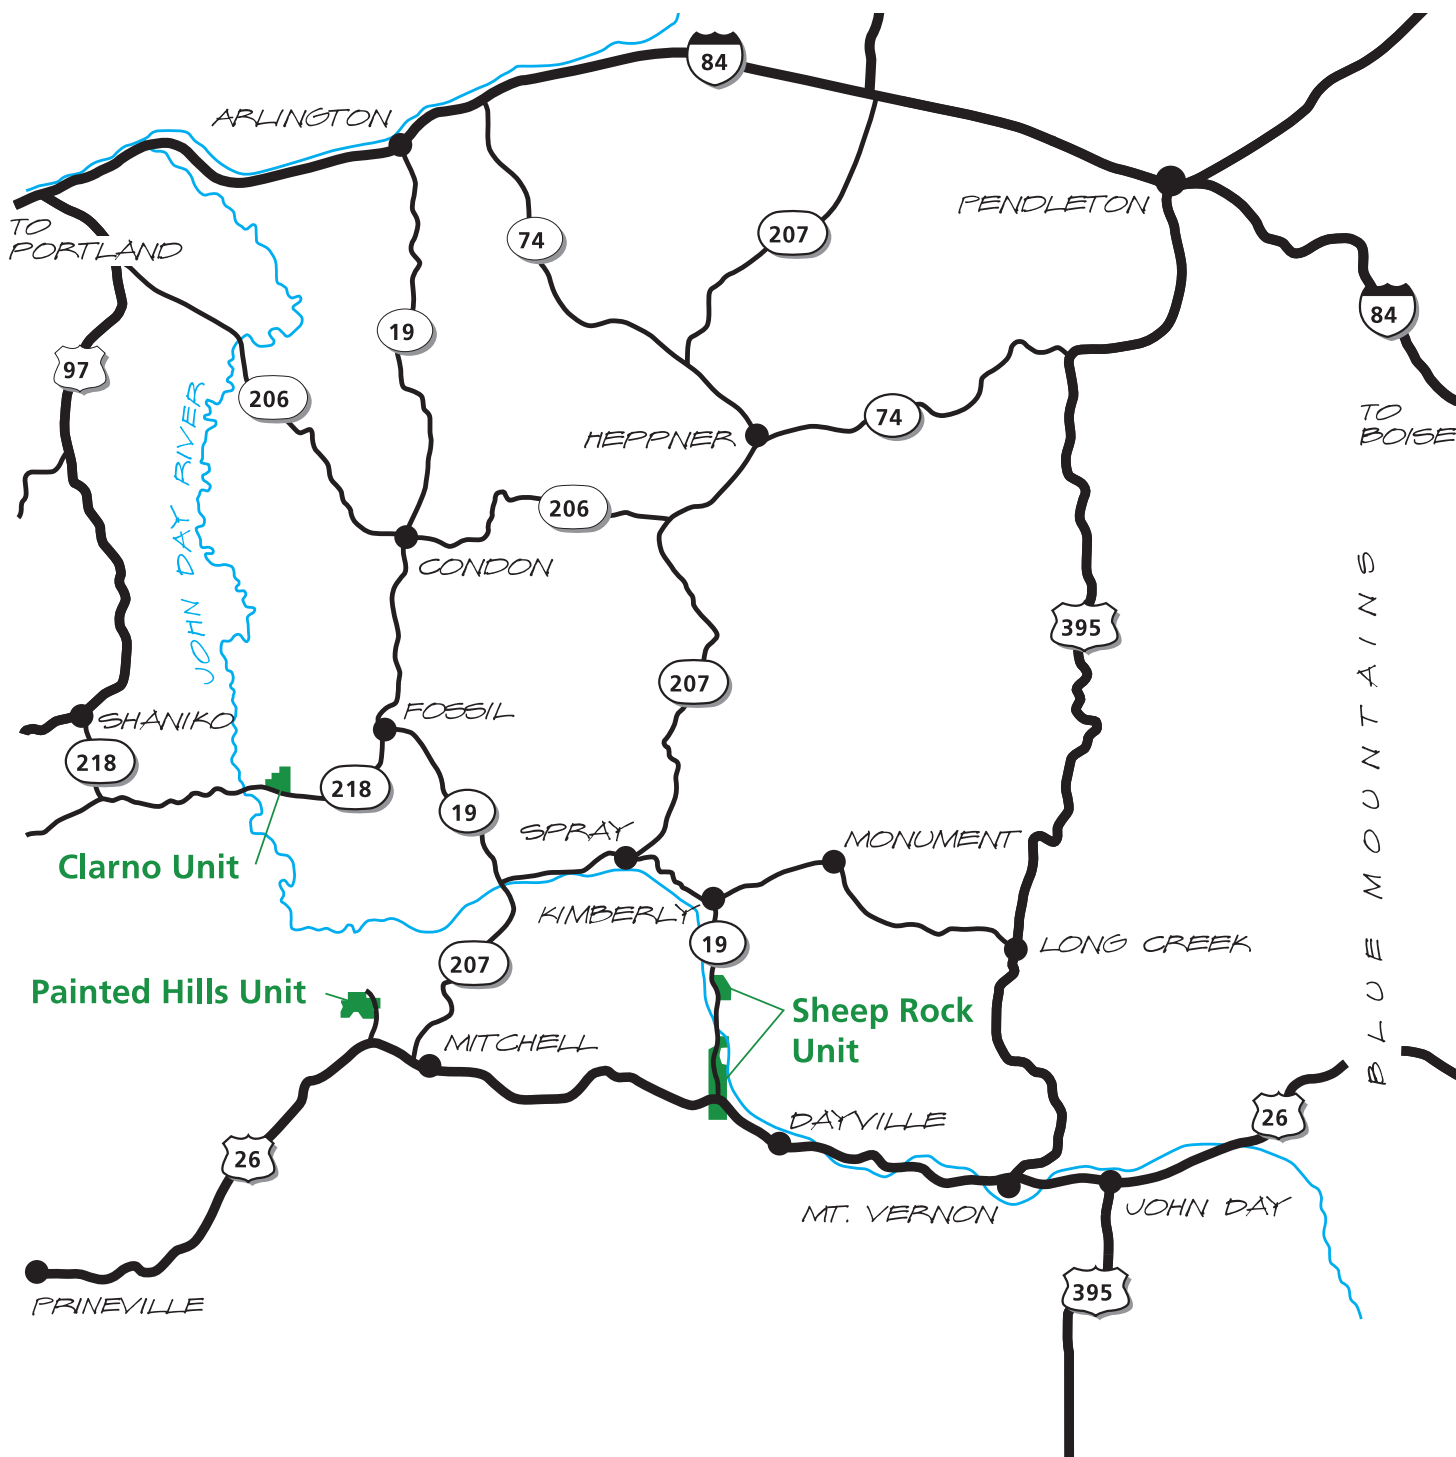 84
ARLINGTON
PENDLETON
TO
PORTLAND
74
207
84
19
97
206
TO
BOISE
74
HEPPNER
JOHN DAY RIVER
206
CONDON
395
BLUE MOUNTAINS
207
FOSSIL
SHANIKO
218
218
19
SPRAY
MONUMENT
Clarno Unit
KIMBERLY
19
LONG CREEK
207
Painted Hills Unit
Sheep Rock
Unit
MITCHELL
DAYVILLE
26
26
MT. VERNON
JOHN DAY
395
PRINEVILLE